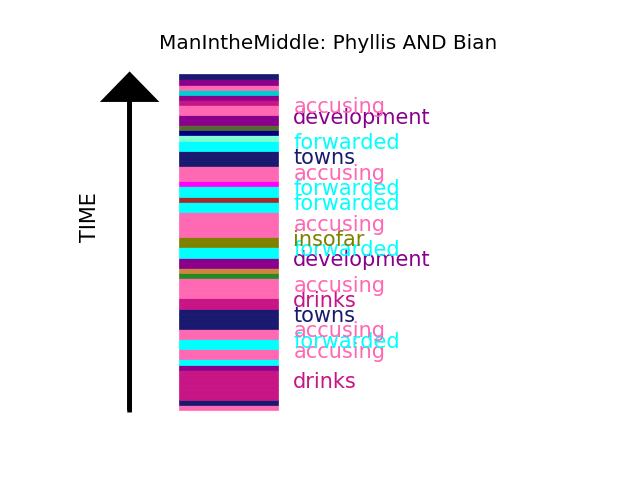 ManIntheMiddle: Phyllis AND Bian
accusing
development
forwarded
towns
accusing
forwarded
forwarded
accusing
insofar
forwarded
development
accusing
drinks
towns
accusing
forwarded
accusing
drinks
TIME